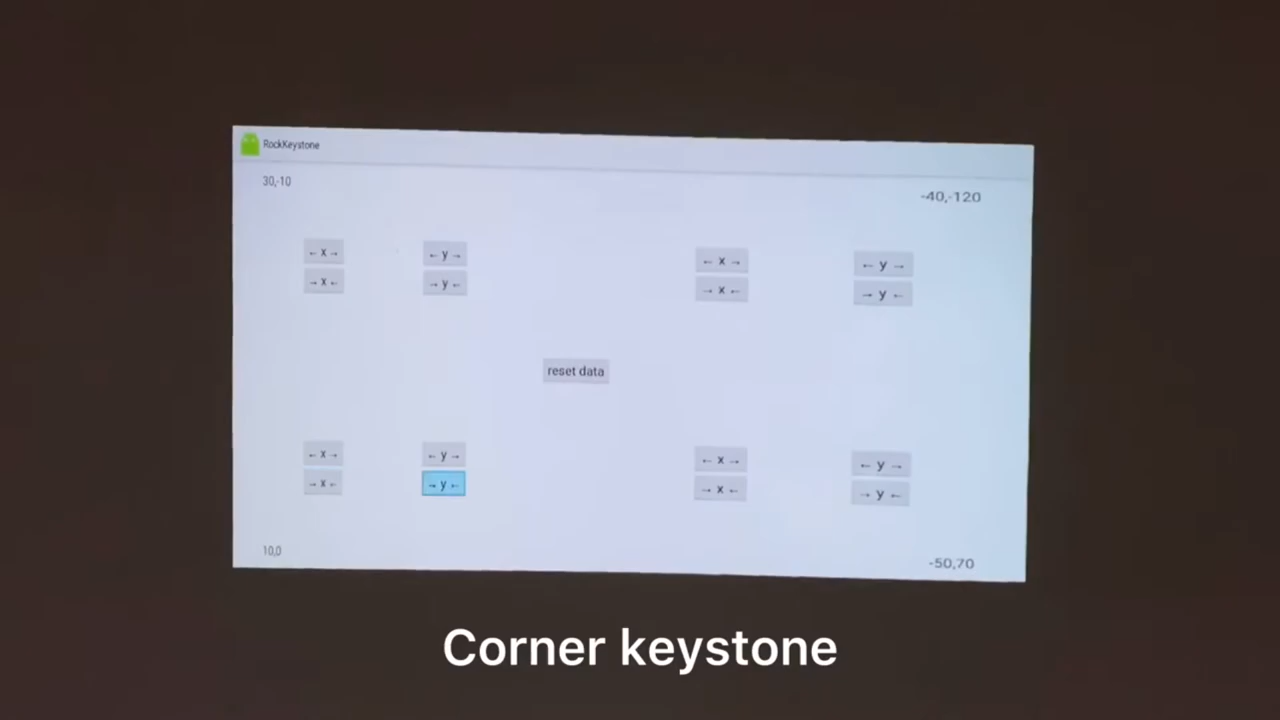 RockKeystone
30,-10
-40,-120
← x → ← y → ← x → ← y →
→ x ← → y ← → x ← → y ←
reset data
← x → ← y → ← x → ← y →
→ x ← → y ← → x ← → y ←
10,0
-50,70
Corner keystone